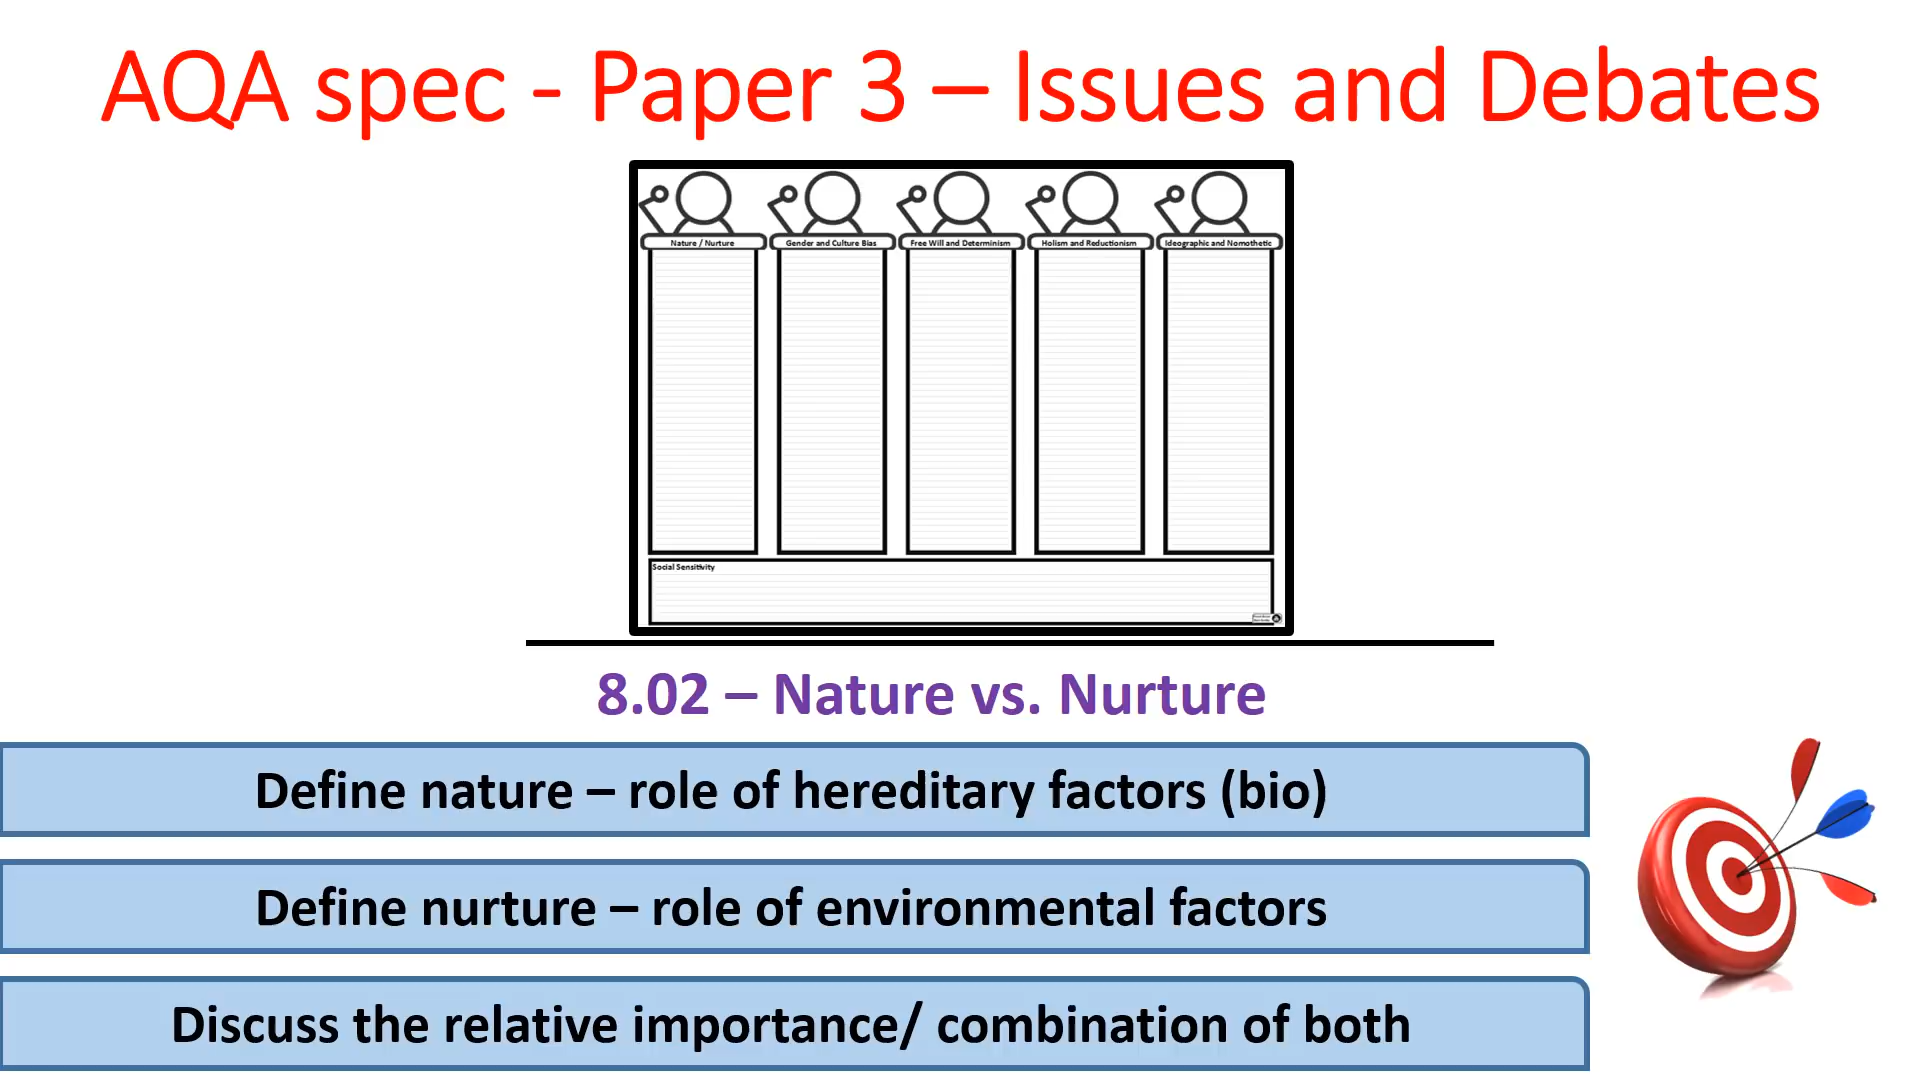 AQA spec - Paper 3 – Issues and Debates
Nature / Nurture
Gender and Culture Bias
Free Will and Determinism
Holism and Reductionism
Ideographic and Nomothetic
Social Sensitivity
8.02 – Nature vs. Nurture
Define nature – role of hereditary factors (bio)
Define nurture – role of environmental factors
Discuss the relative importance/ combination of both